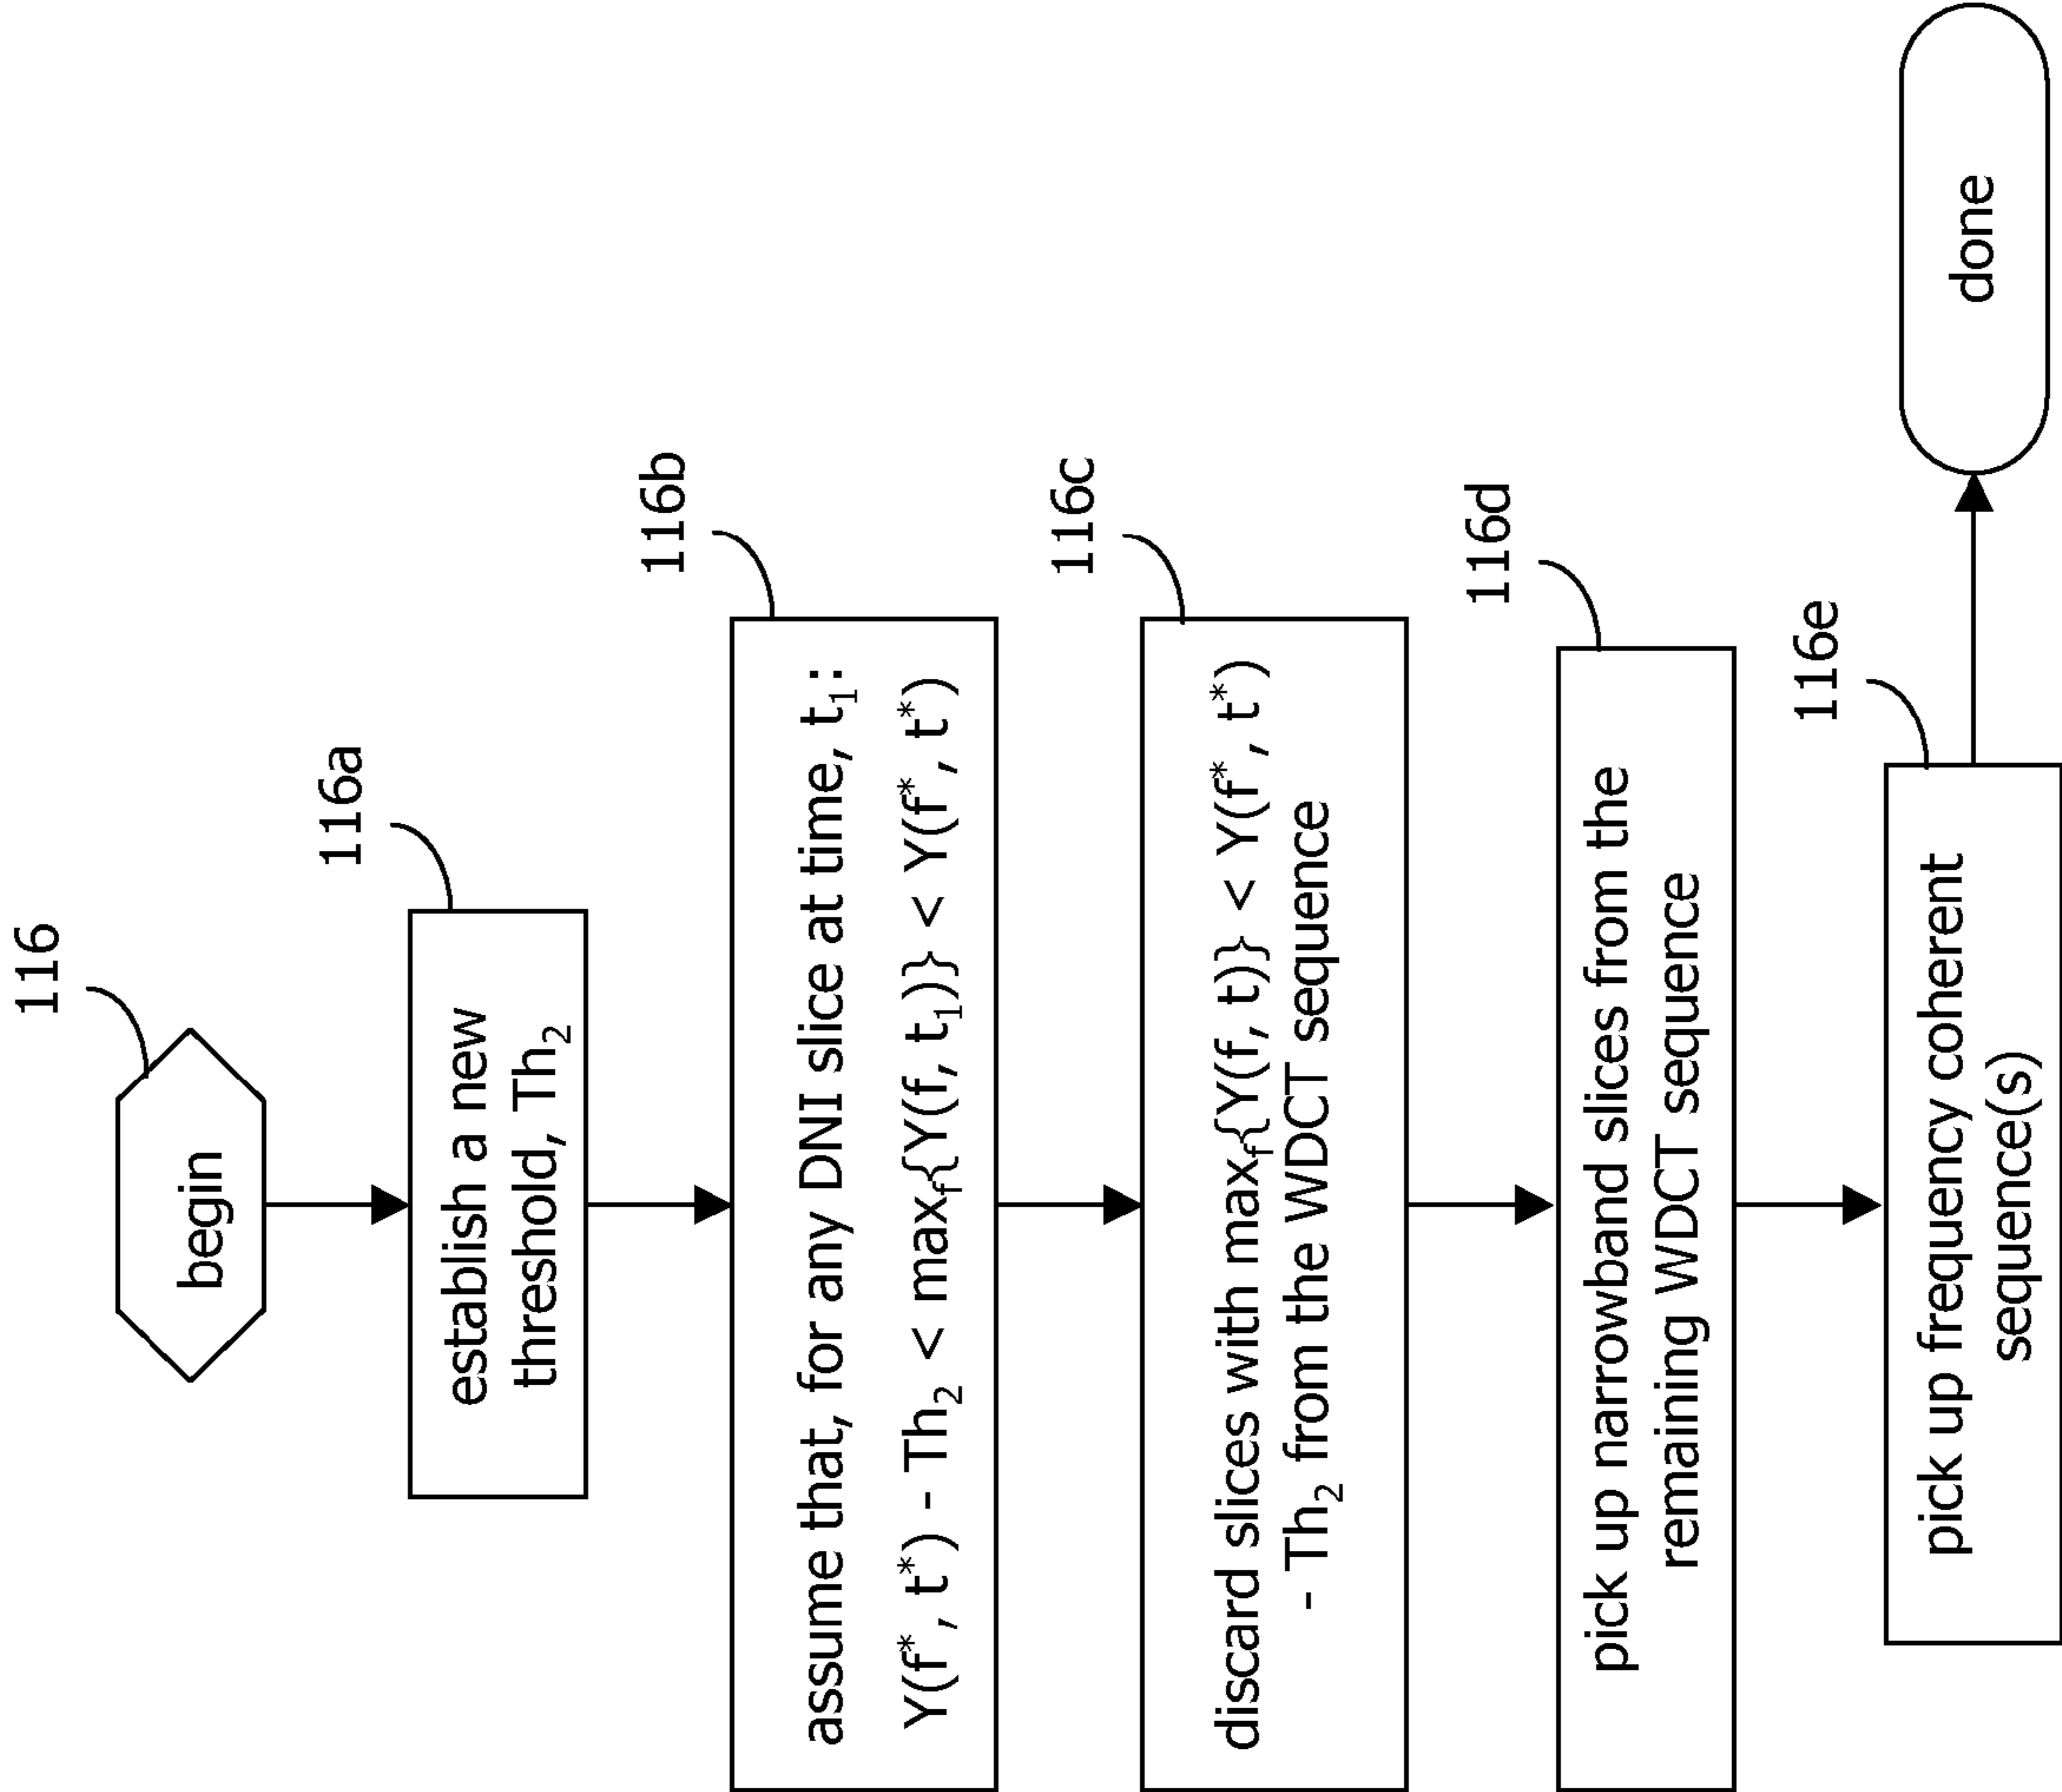 116
begin
116a
establish a new
threshold, Th₂
116b
assume that, for any DNI slice at time, t₁:
Y(f*, t*) - Th₂ < max_f{Y(f, t₁)} < Y(f*, t*)
116c
discard slices with max_f{Y(f, t)} < Y(f*, t*)
- Th₂ from the WDCT sequence
116d
pick up narrowband slices from the
remaining WDCT sequence
116e
pick up frequency coherent
sequence(s)
done